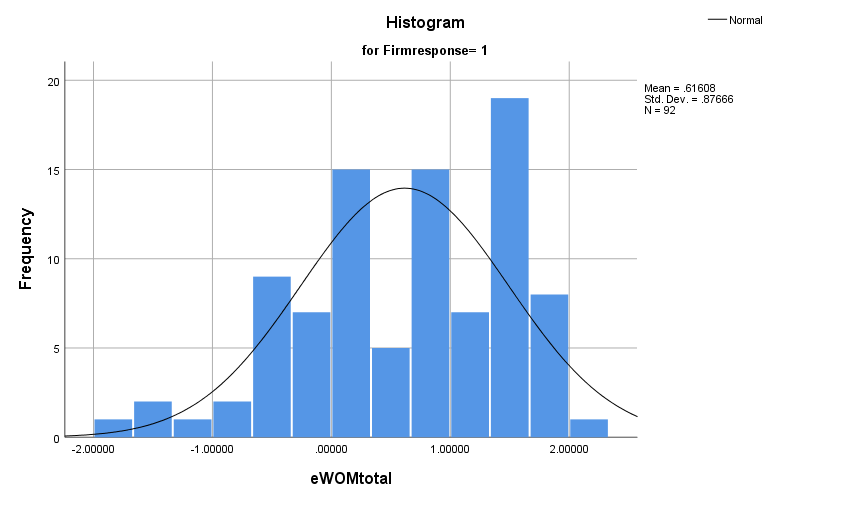 Histogram
Normal
for Firmresponse= 1
Mean = .61608
Std. Dev. = .87666
N = 92
Frequency
20
15
10
5
0
-2.00000 -1.00000 .00000 1.00000 2.00000
eWOMtotal